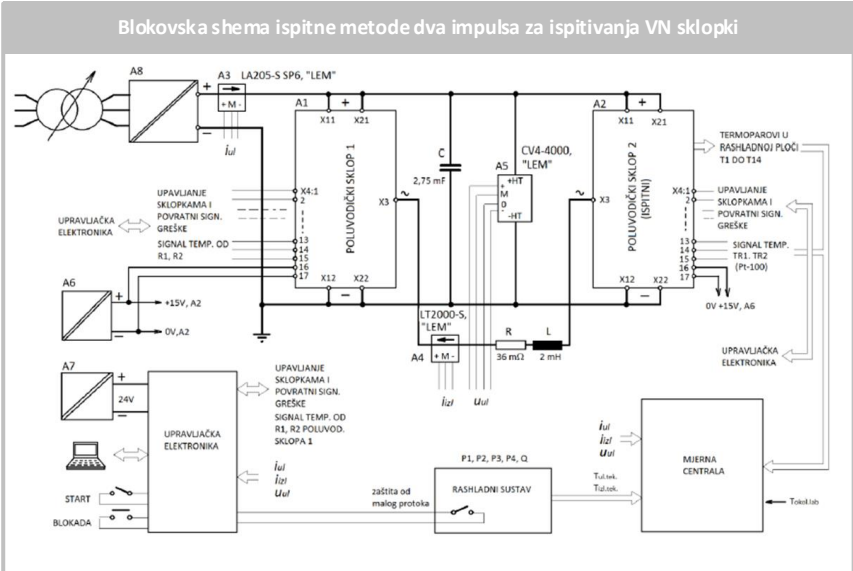 Blokovska shema ispitne metode dva impulsa za ispitivanja VN sklopki
A8
A3 LA205-S SP6, "LEM"
+
+ M -
−
iul
A1
+
X11 X21
POLUVODIČKI SKLOP 1
X4:1
2
13
14
15
16
17
X3
~
X12 X22
−
UPAVLJANJE
SKLOPKAMA I
POVRATNI SIGN.
GREŠKE
UPRAVLJAČKA
ELEKTRONIKA
SIGNAL TEMP. OD
R1, R2
C
2,75 mF
CV4-4000,
"LEM"
A5
+HT
+
M
-HT
A2
+
X11 X21
POLUVODIČKI SKLOP 2
(ISPITNI)
~
X3
X4:1
2
13
14
15
16
17
X12 X22
−
TERMOPAROVI U
RASHLADNOJ PLOČI
T1 DO T14
UPAVLJANJE
SKLOPKAMA I
POVRATNI SIGN.
GREŠKE
SIGNAL TEMP.
TR1. TR2
(Pt-100)
0V +15V, A6
UPRAVLJAČKA
ELEKTRONIKA
A6
+
+15V, A2
−
0V,A2
LT2000-S,
"LEM"
A4
+ M -
R
36 mΩ
L
2 mH
iizl
uul
A7
+
24V
−
UPRAVLJAČKA
ELEKTRONIKA
UPAVLJANJE
SKLOPKAMA I
POVRATNI SIGN.
GREŠKE
SIGNAL TEMP. OD
R1, R2 POLUVOD.
SKLOPA 1
iul
iizl
uul
START
BLOKADA
zaštita od
malog protoka
P1, P2, P3, P4, Q
RASHLADNI SUSTAV
Tul.tek.
Tizl.tek.
iul
iizl
uul
MJERNA
CENTRALA
Tokol.lab